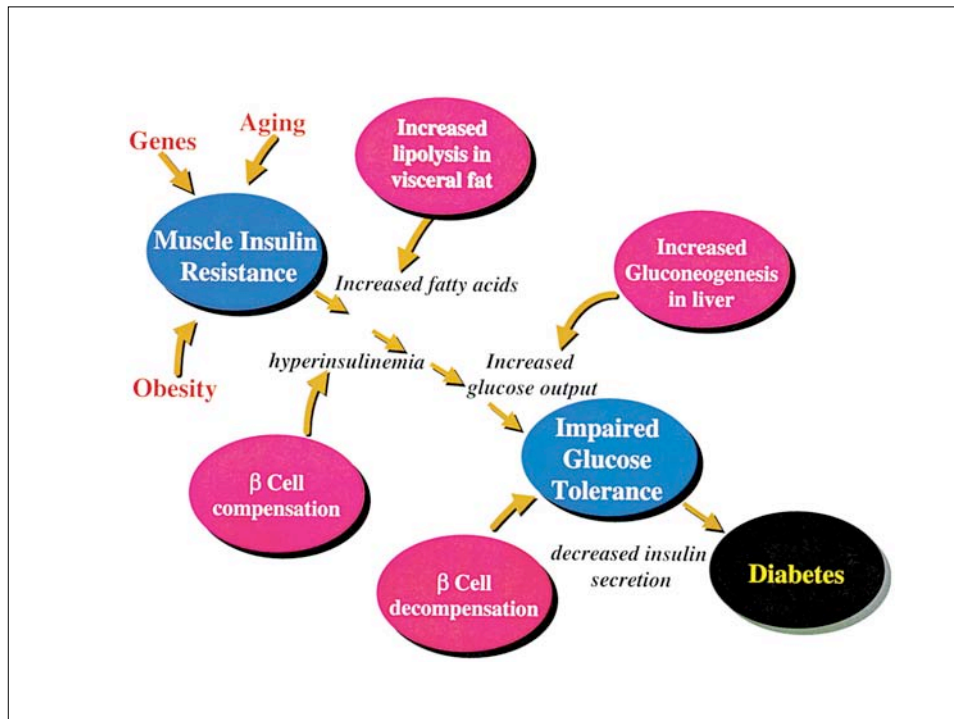 Genes
Aging
Increased
lipolysis in
visceral fat
Muscle Insulin
Resistance
Increased fatty acids
Increased
Gluconeogenesis
in liver
Obesity
hyperinsulinemia
Increased
glucose output
β Cell
compensation
Impaired
Glucose
Tolerance
β Cell
decompensation
decreased insulin
secretion
Diabetes